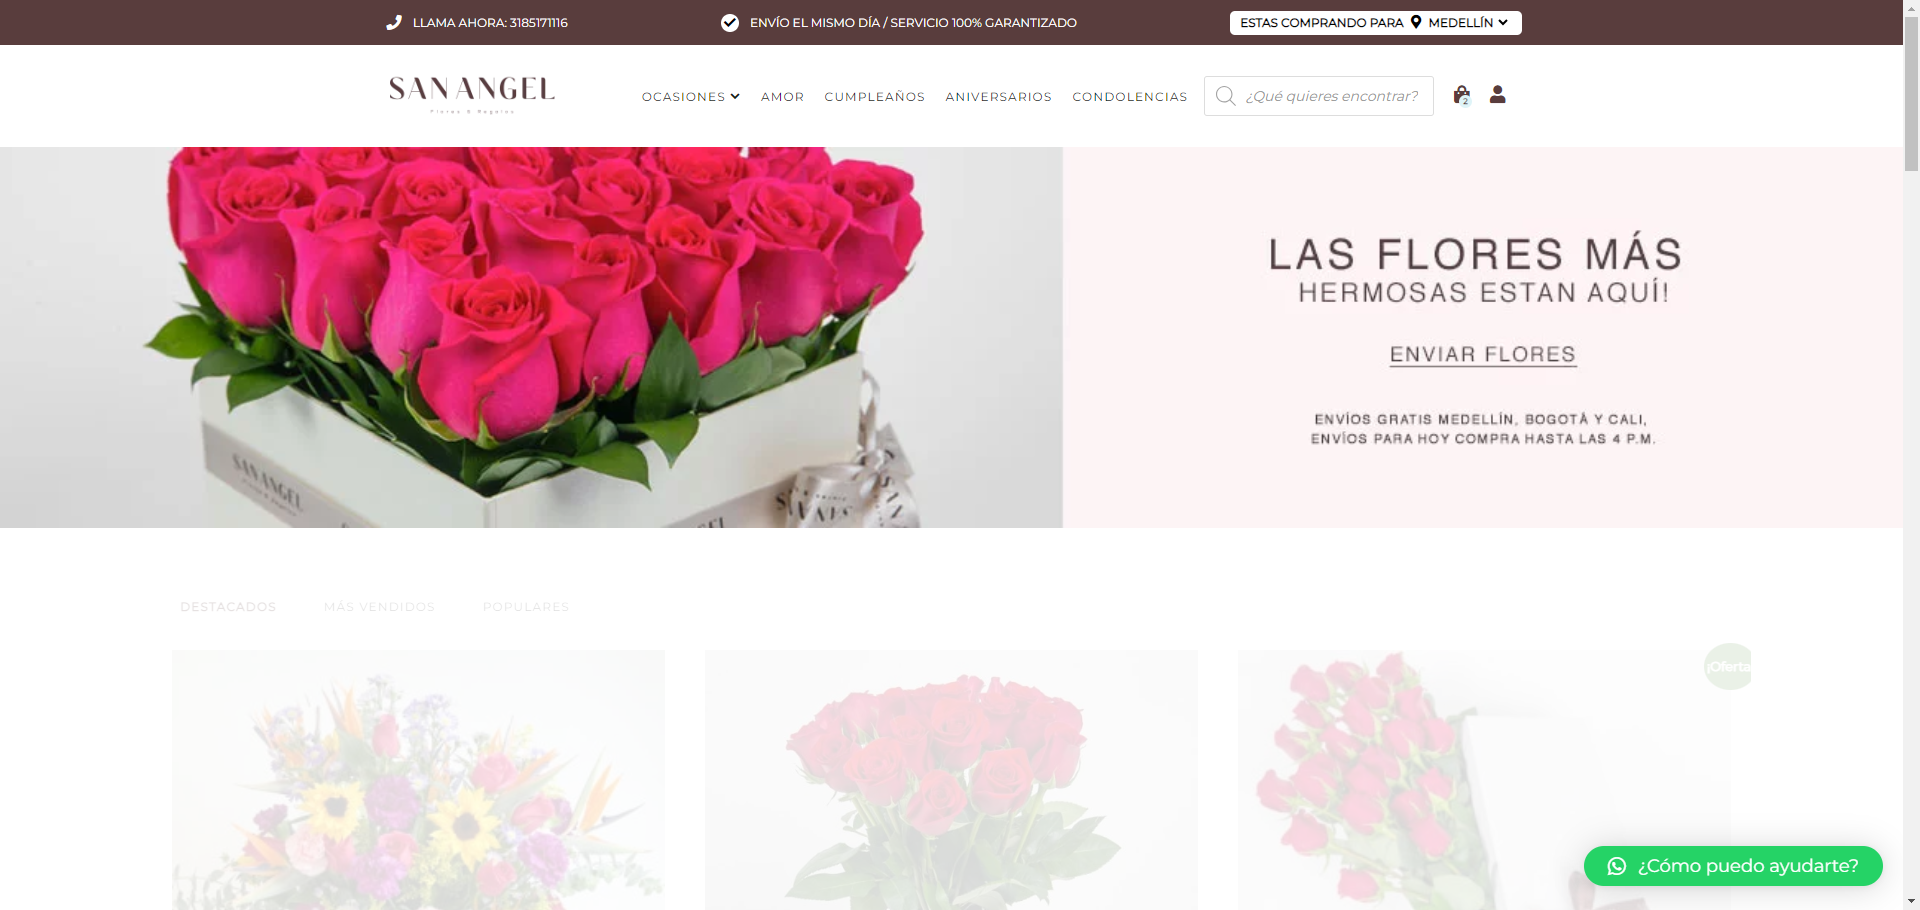 LLAMA AHORA: 3185171116
ENVÍO EL MISMO DÍA / SERVICIO 100% GARANTIZADO
ESTAS COMPRANDO PARA MEDELLÍN
SAN ANGEL
Flores & Regalos
OCASIONES
AMOR
CUMPLEAÑOS
ANIVERSARIOS
CONDOLENCIAS
¿Qué quieres encontrar?
2
LAS FLORES MÁS
HERMOSAS ESTAN AQUÍ!
ENVIAR FLORES
ENVÍOS GRATIS MEDELLÍN, BOGOTÁ Y CALI,
ENVÍOS PARA HOY COMPRA HASTA LAS 4 P.M.
SAN ANGEL
DESTACADOS
MÁS VENDIDOS
POPULARES
¡Oferta
¿Cómo puedo ayudarte?